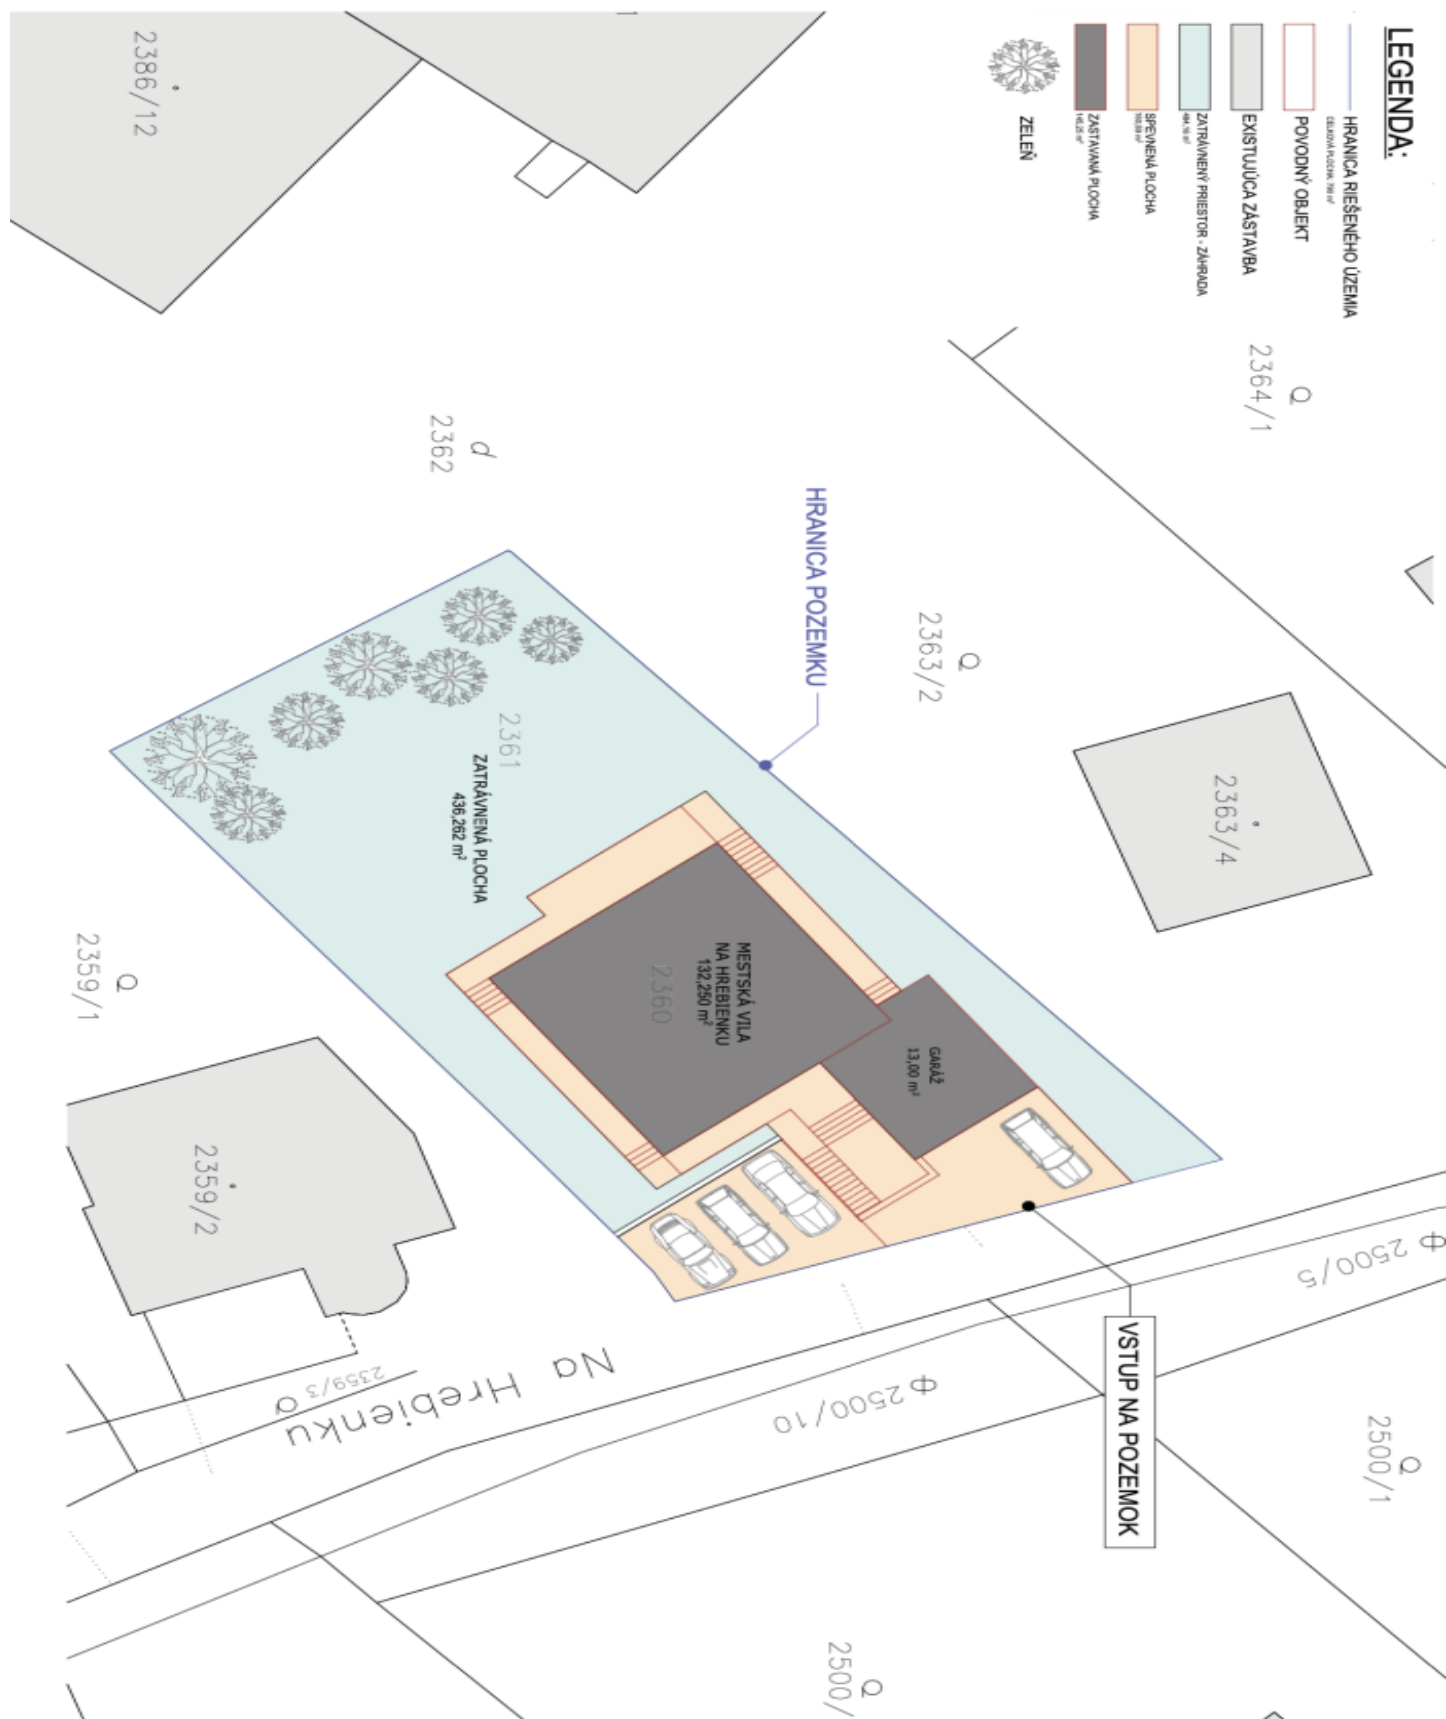 LEGENDA:
HRANICA RIEŠENÉHO ÚZEMIA
POVODNÝ OBJEKT
EXISTUJÚCA ZÁSTAVBA
ZATRÁVNENÝ PRIESTOR - ZÁHRADA
SPEVNENÁ PLOCHA
ZASTAVANÁ PLOCHA
145,25 m²
ZELEŇ
2386/12
2364/1
d
2362
HRANICA POZEMKU
2363/2
2363/4
2361
ZATRÁVNENÁ PLOCHA
436,262 m²
MESTSKÁ VILA
NA HREBIENKU
132,250 m²
2360
GARÁŽ
13,00 m²
2359/1
2359/2
2359/3
Na Hrebienku
2500/5
2500/10
VSTUP NA POZEMOK
2500/1
2500/